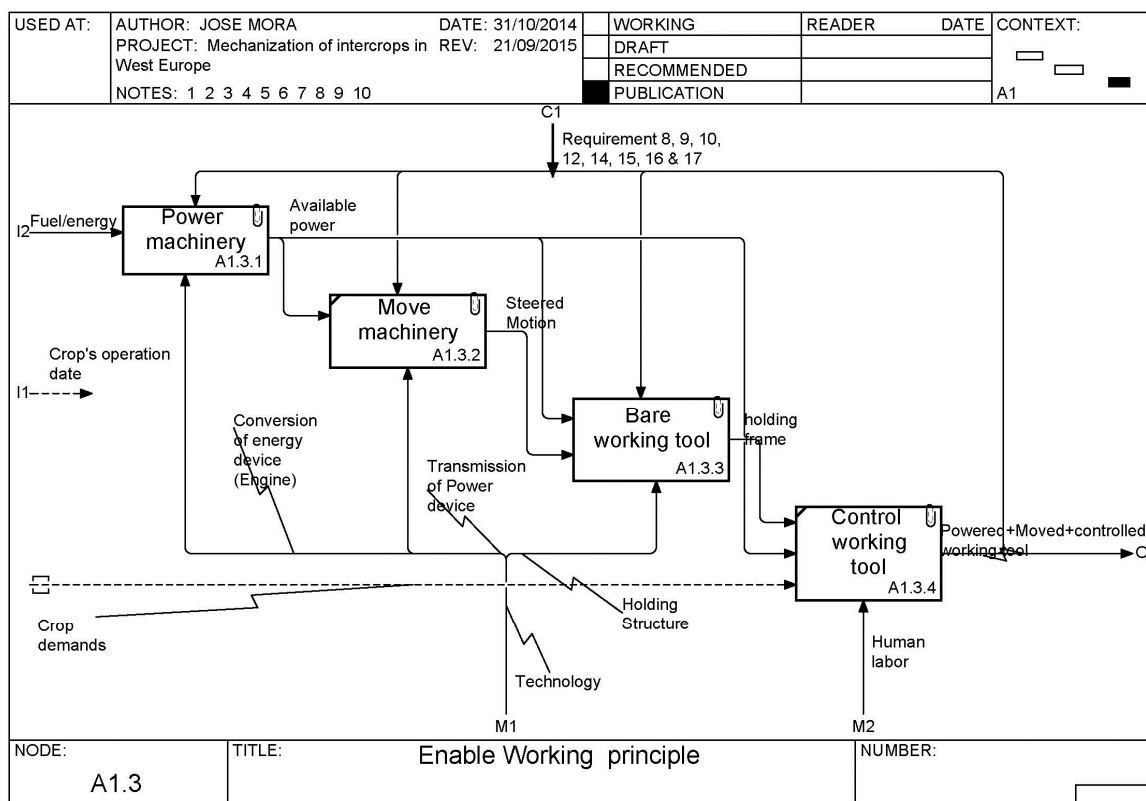 USED AT:
AUTHOR: JOSE MORA
DATE: 31/10/2014
PROJECT: Mechanization of intercrops in
West Europe
REV: 21/09/2015
NOTES: 1 2 3 4 5 6 7 8 9 10
WORKING
DRAFT
RECOMMENDED
PUBLICATION
READER
DATE
CONTEXT:
A1
C1
Requirement 8, 9, 10,
12, 14, 15, 16 & 17
I2
Fuel/energy
Power
machinery
A1.3.1
Available
power
Move
machinery
A1.3.2
Steered
Motion
Crop's operation
date
I1
Bare
working tool
A1.3.3
holding
frame
Conversion
of energy
device
(Engine)
Transmission
of Power
device
Control
working
tool
A1.3.4
Powered+Moved+controlled
working tool
O
Crop
demands
Holding
Structure
Human
labor
Technology
M1
M2
NODE:
A1.3
TITLE:
Enable Working principle
NUMBER: